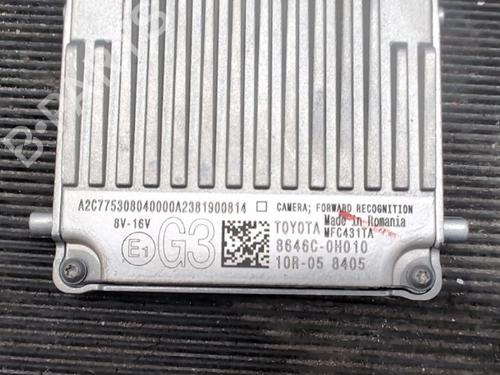 A2C775308040000A2381900814 CAMERA; FORWARD RECOGNITION
8V-16V
E1
G3
TOYOTA
Made in Romania
MFC431TA
8646C-0H010
10R-05 8405
B-PARTS